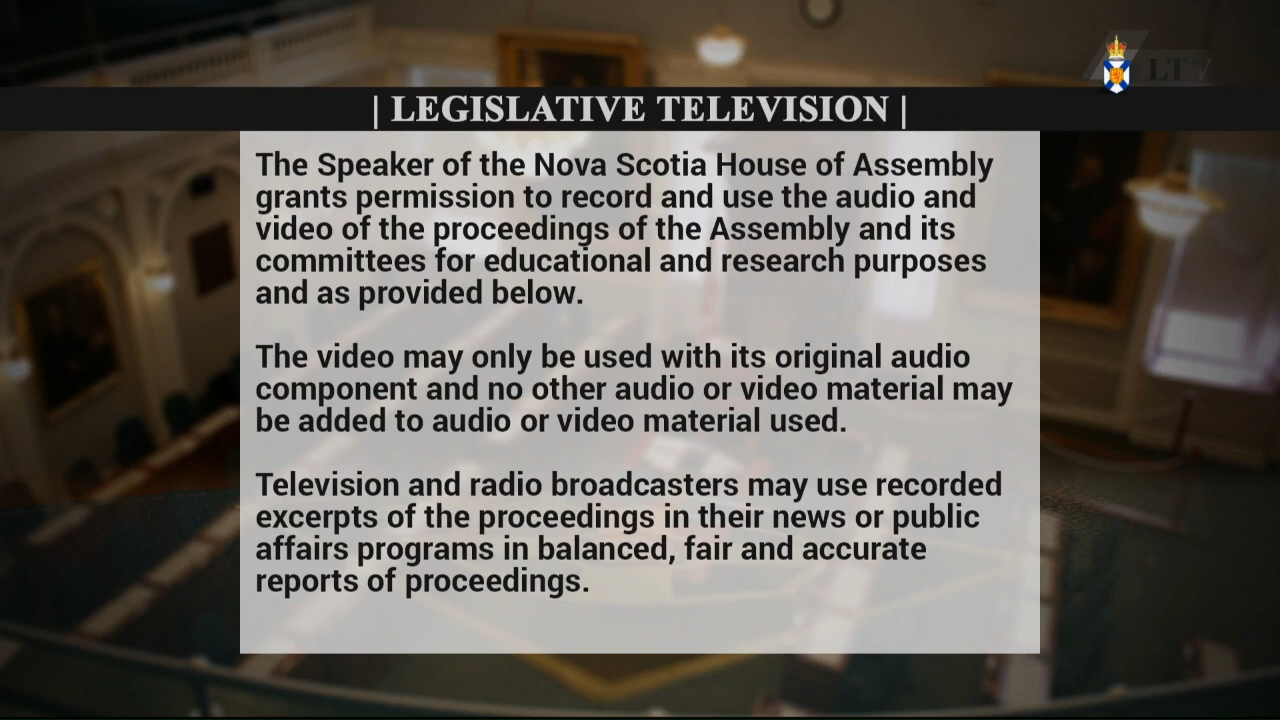 LTV
| LEGISLATIVE TELEVISION |
The Speaker of the Nova Scotia House of Assembly
grants permission to record and use the audio and
video of the proceedings of the Assembly and its
committees for educational and research purposes
and as provided below.
The video may only be used with its original audio
component and no other audio or video material may
be added to audio or video material used.
Television and radio broadcasters may use recorded
excerpts of the proceedings in their news or public
affairs programs in balanced, fair and accurate
reports of proceedings.